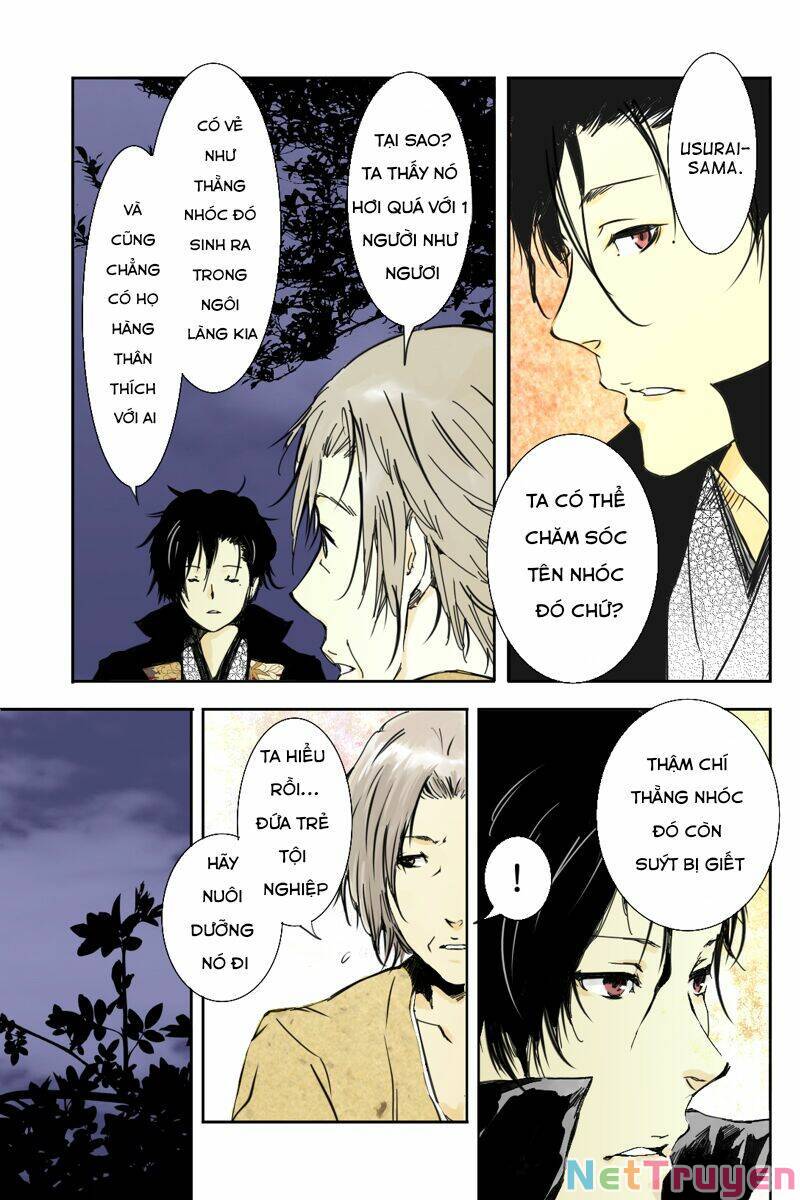 USURAI-
SAMA.
TA CÓ THỂ
CHĂM SÓC
TÊN NHÓC
ĐÓ CHỨ?
TẠI SAO?
TA THẤY NÓ
HƠI QUÁ VỚI 1
NGƯỜI NHƯ
NGƯƠI
CÓ VẺ
NHƯ
THẰNG
NHÓC ĐÓ
SINH RA
TRONG
NGÔI
LÀNG KIA
VÀ
CŨNG
CHẲNG
CÓ HỌ
HÀNG
THÂN
THÍCH
VỚI AI
THẬM CHÍ
THẰNG NHÓC
ĐÓ CÒN
SUÝT BỊ GIẾT
!
TA HIỂU
RỒI...
ĐỨA TRẺ
TỘI
NGHIỆP
HÃY
NUÔI
DƯỠNG
NÓ ĐI
NetTruyen